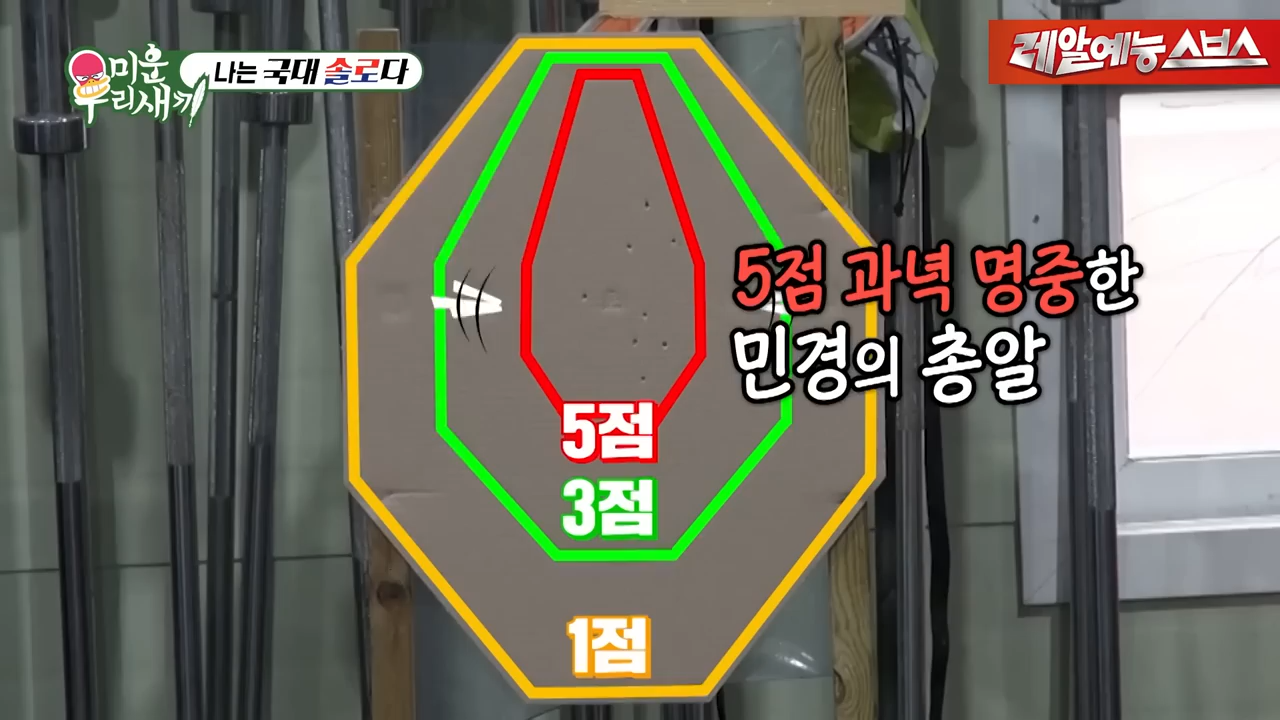 미운
우리새끼
나는 국대 솔로다
레알예능 스브스
5점 과녁 명중한
민경의 총알
5점
3점
1점